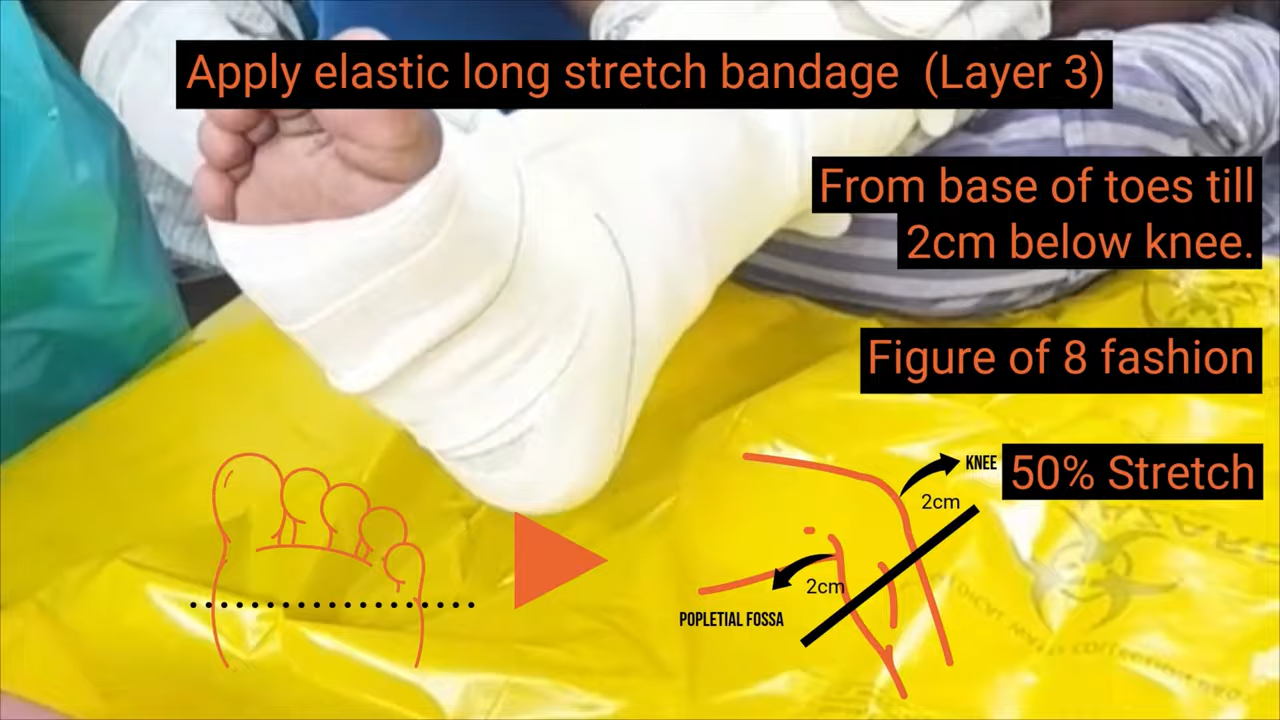 Apply elastic long stretch bandage (Layer 3)
From base of toes till
2cm below knee.
Figure of 8 fashion
50% Stretch
KNEE
2cm
2cm
POPLETIAL FOSSA